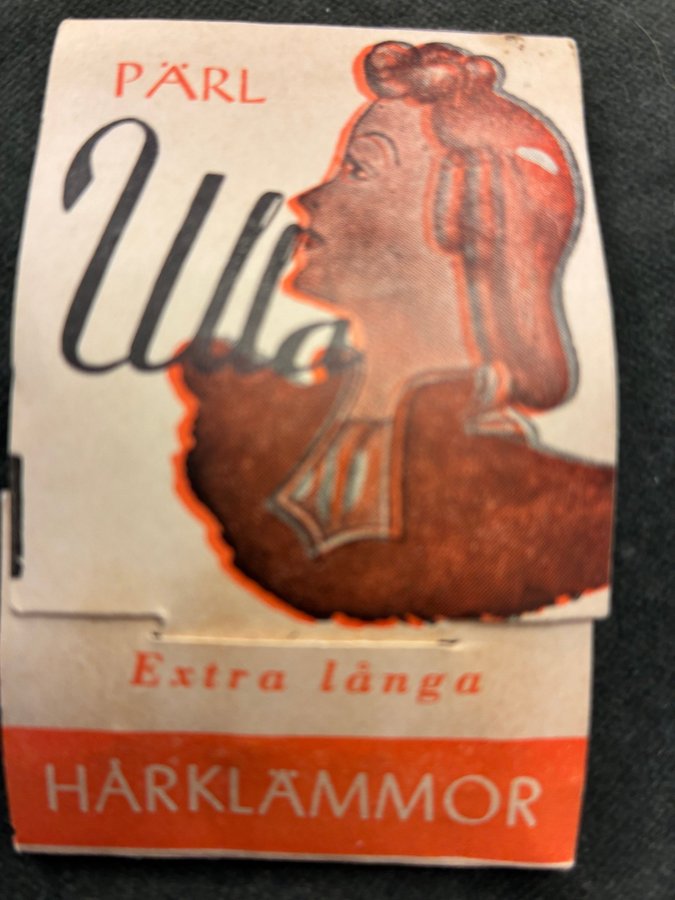 PÄRL
Ulla
Extra långa
HÅRKLÄMMOR